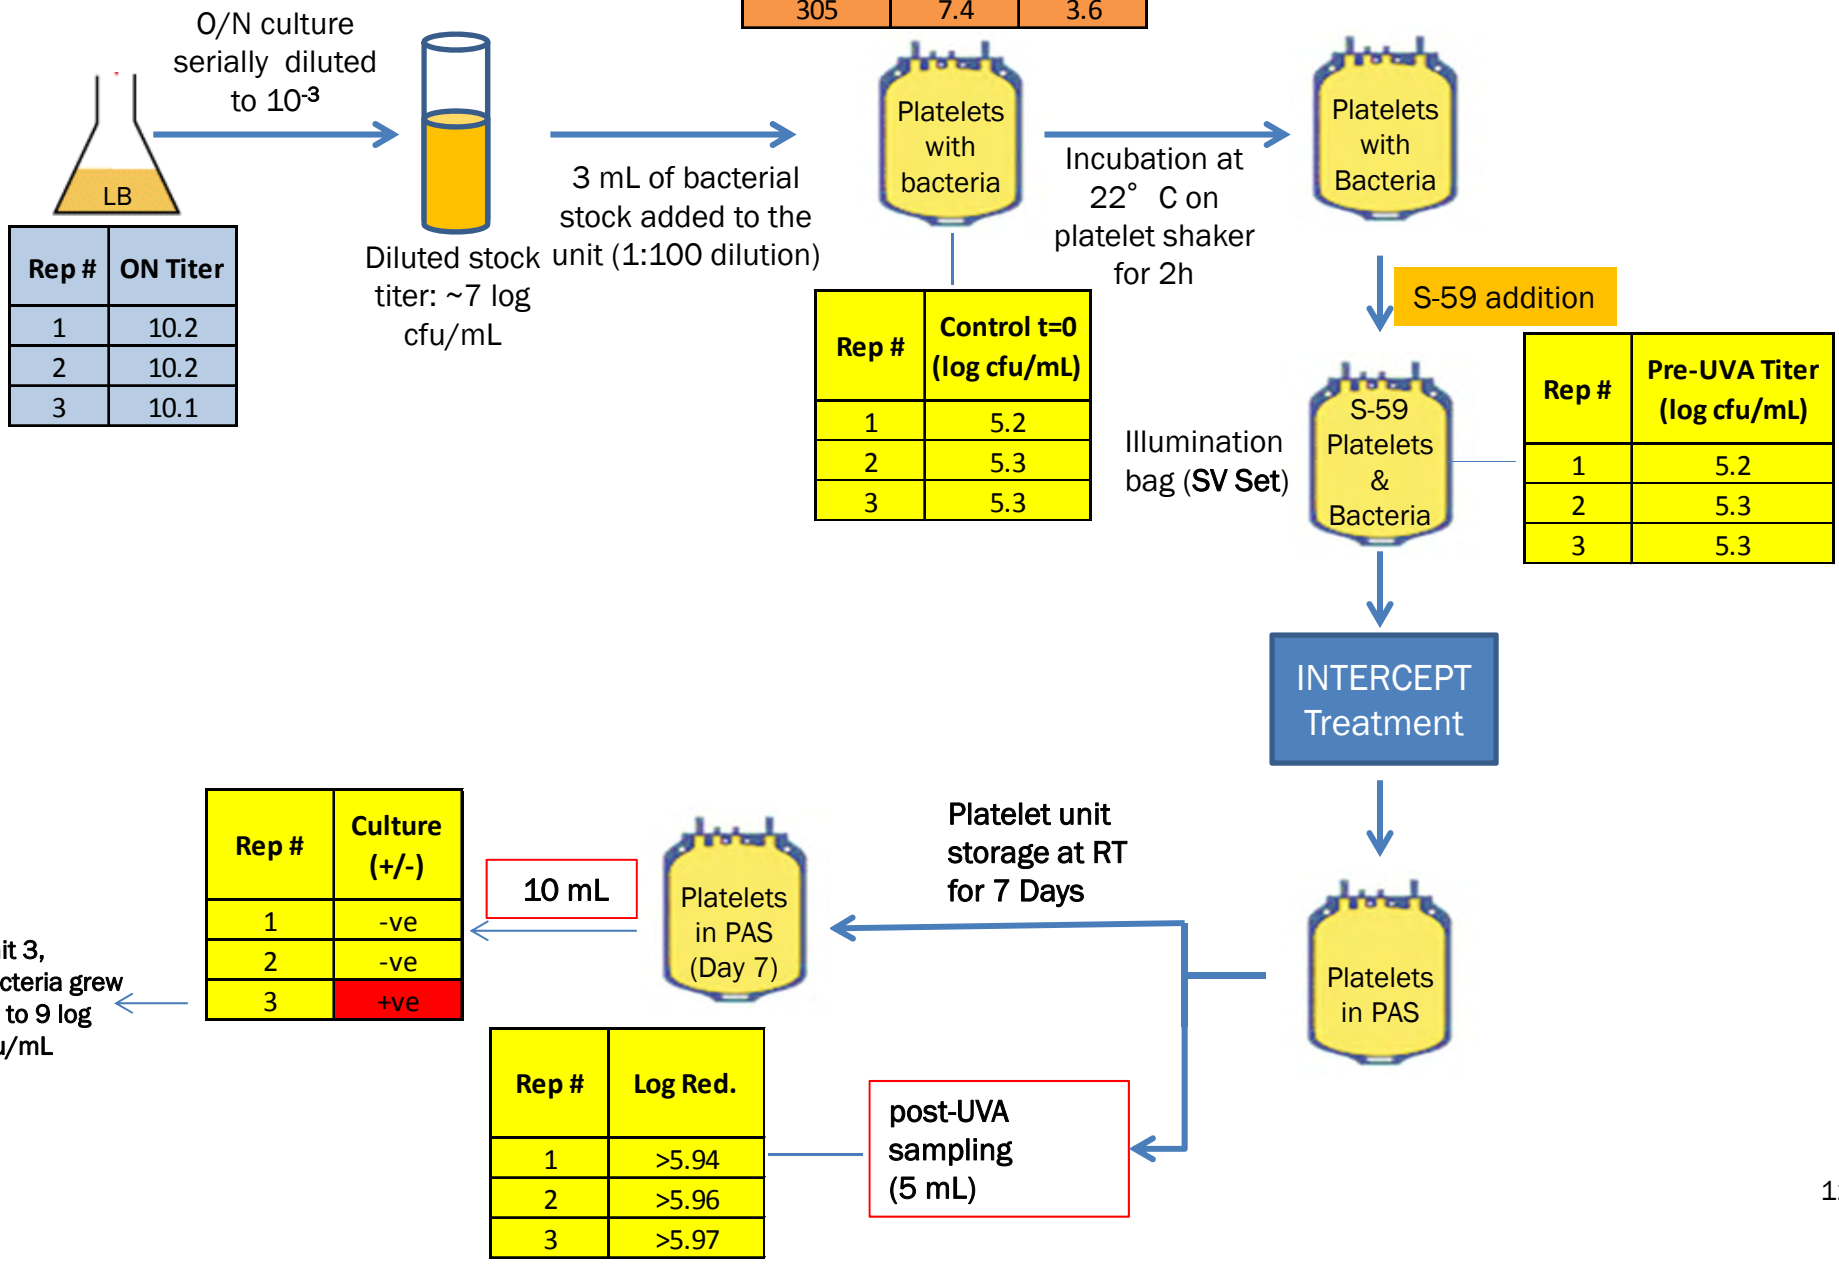 305 7.4 3.6
O/N culture
serially diluted
to 10-3
LB
Rep # ON Titer
1 10.2
2 10.2
3 10.1
Diluted stock
titer: ~7 log
cfu/mL
3 mL of bacterial
stock added to the
unit (1:100 dilution)
Platelets
with
bacteria
Rep # Control t=0
(log cfu/mL)
1 5.2
2 5.3
3 5.3
Incubation at
22° C on
platelet shaker
for 2h
Platelets
with
Bacteria
S-59 addition
Illumination
bag (SV Set)
S-59
Platelets
&
Bacteria
Rep # Pre-UVA Titer
(log cfu/mL)
1 5.2
2 5.3
3 5.3
INTERCEPT
Treatment
Platelets
in PAS
Platelet unit
storage at RT
for 7 Days
Platelets
in PAS
(Day 7)
10 mL
Rep # Culture
(+/-)
1 -ve
2 -ve
3 +ve
it 3,
cteria grew
to 9 log
u/mL
post-UVA
sampling
(5 mL)
Rep # Log Red.
1 >5.94
2 >5.96
3 >5.97